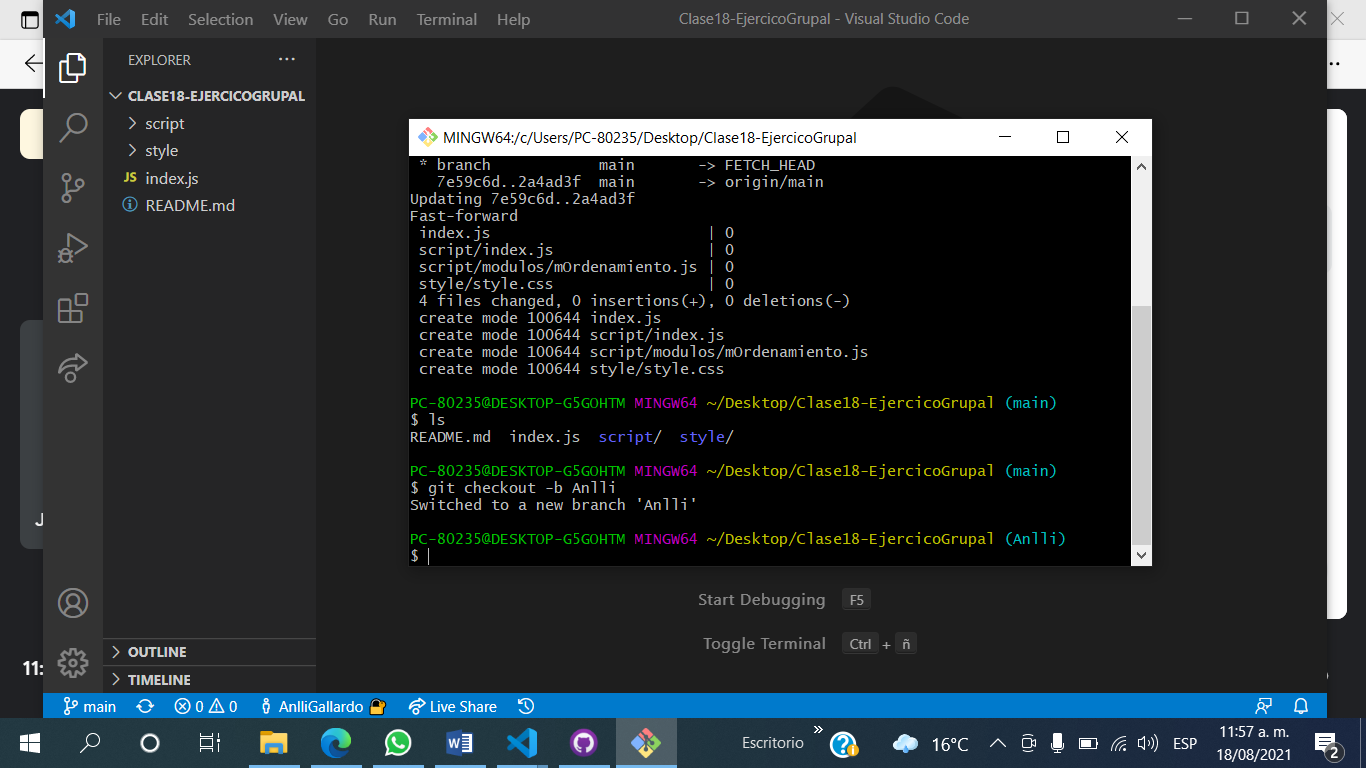 File Edit Selection View Go Run Terminal Help
Clase18-EjercicoGrupal - Visual Studio Code
EXPLORER
CLASE18-EJERCICOGRUPAL
script
style
JS index.js
README.md
MINGW64:/c/Users/PC-80235/Desktop/Clase18-EjercicoGrupal
* branch main -> FETCH_HEAD
7e59c6d..2a4ad3f main -> origin/main
Updating 7e59c6d..2a4ad3f
Fast-forward
index.js | 0
script/index.js | 0
script/modulos/mOrdenamiento.js | 0
style/style.css | 0
4 files changed, 0 insertions(+), 0 deletions(-)
create mode 100644 index.js
create mode 100644 script/index.js
create mode 100644 script/modulos/mOrdenamiento.js
create mode 100644 style/style.css
PC-80235@DESKTOP-G5GOHTM MINGW64 ~/Desktop/Clase18-EjercicoGrupal (main)
$ ls
README.md index.js script/ style/
PC-80235@DESKTOP-G5GOHTM MINGW64 ~/Desktop/Clase18-EjercicoGrupal (main)
$ git checkout -b Anlli
Switched to a new branch 'Anlli'
PC-80235@DESKTOP-G5GOHTM MINGW64 ~/Desktop/Clase18-EjercicoGrupal (Anlli)
$
Start Debugging F5
Toggle Terminal Ctrl + ñ
J
11:
OUTLINE
TIMELINE
main 0 0 AnlliGallardo Live Share
Escritorio » 16°C ESP
11:57 a. m.
18/08/2021
2